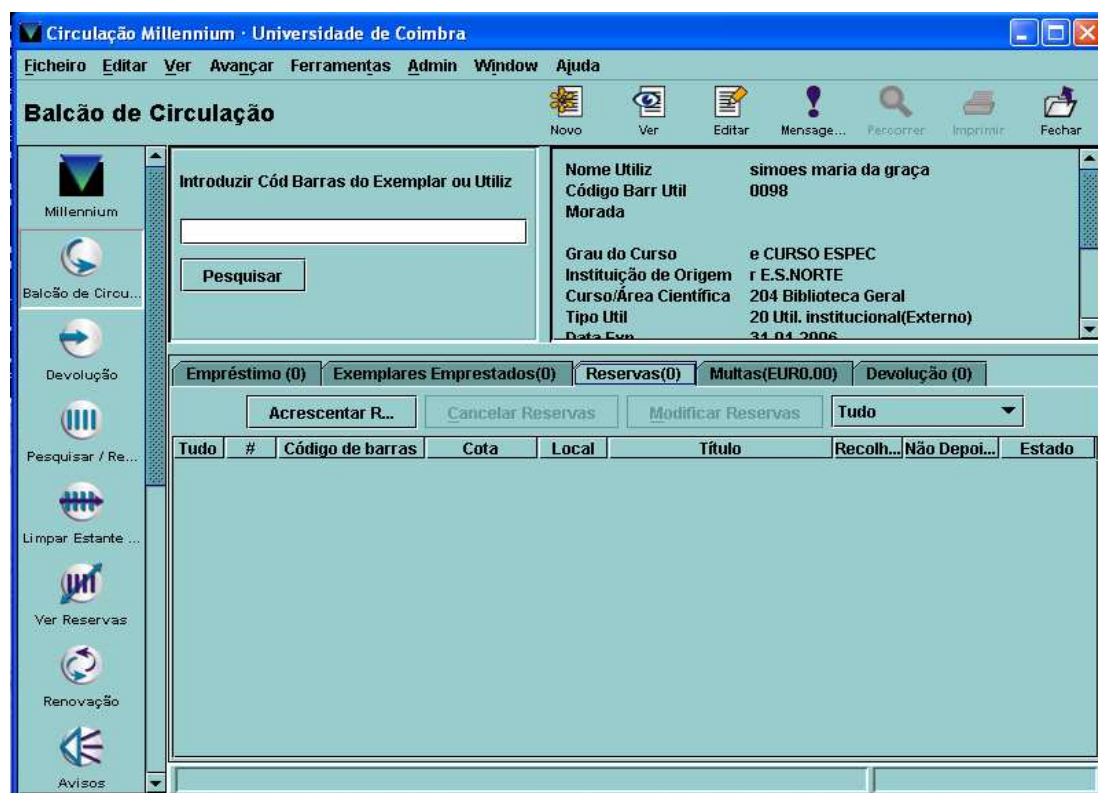 Circulação Millennium · Universidade de Coimbra
Ficheiro Editar Ver Avançar Ferramentas Admin Window Ajuda
Balcão de Circulação
Novo Ver Editar Mensage... Percorrer Imprimir Fechar
Millennium
Balcão de Circu...
Devolução
Pesquisar / Re...
Limpar Estante ...
Ver Reservas
Renovação
Avisos
Introduzir Cód Barras do Exemplar ou Utiliz
Pesquisar
Nome Utiliz simoes maria da graça
Código Barr Util 0098
Morada
Grau do Curso e CURSO ESPEC
Instituição de Origem r E.S.NORTE
Curso/Área Científica 204 Biblioteca Geral
Tipo Util 20 Util. institucional(Externo)
Data Exp 31 01 2006
Empréstimo (0) Exemplares Emprestados(0) Reservas(0) Multas(EUR0.00) Devolução (0)
Acrescentar R... Cancelar Reservas Modificar Reservas Tudo
Tudo # Código de barras Cota Local Título Recolh... Não Depoi... Estado